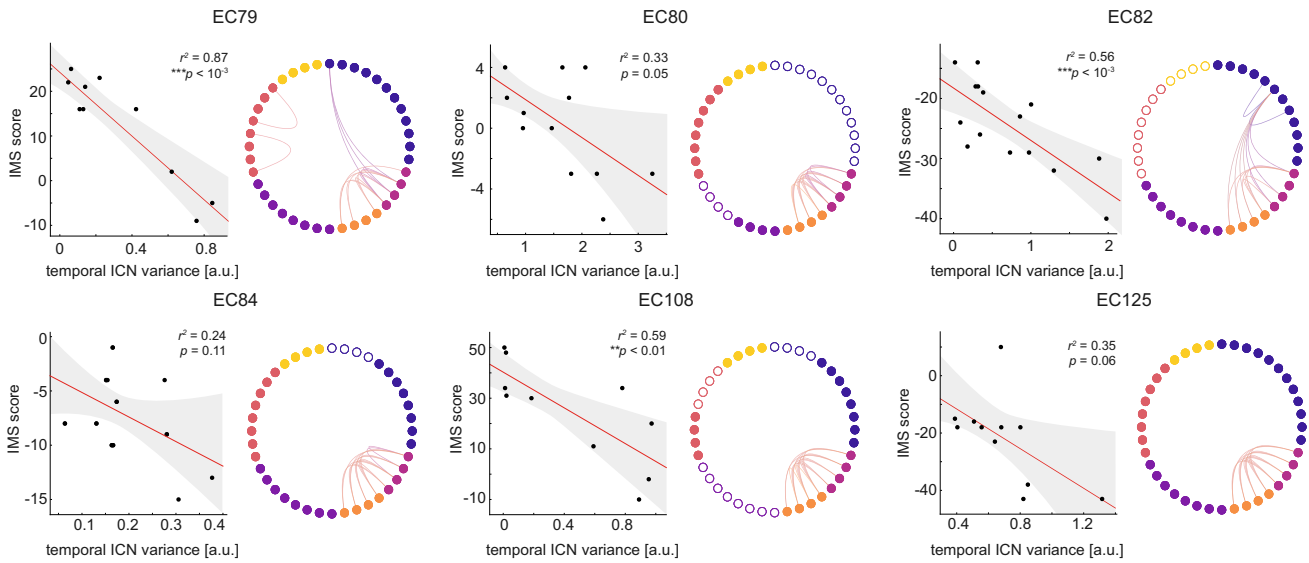 EC79
EC80
EC82
r² = 0.87
***p < 10⁻³
r² = 0.33
p = 0.05
r² = 0.56
***p < 10⁻³
IMS score
20
10
0
-10
0
0.4
0.8
temporal ICN variance [a.u.]
IMS score
4
0
-4
1
2
3
temporal ICN variance [a.u.]
IMS score
-20
-30
-40
0
1
2
temporal ICN variance [a.u.]
EC84
EC108
EC125
r² = 0.24
p = 0.11
r² = 0.59
**p < 0.01
r² = 0.35
p = 0.06
IMS score
0
-5
-10
-15
0.1
0.3
0.4
temporal ICN variance [a.u.]
IMS score
50
30
10
-10
0
0.4
0.8
temporal ICN variance [a.u.]
IMS score
0
-20
-40
0.4
0.8
1.2
temporal ICN variance [a.u.]